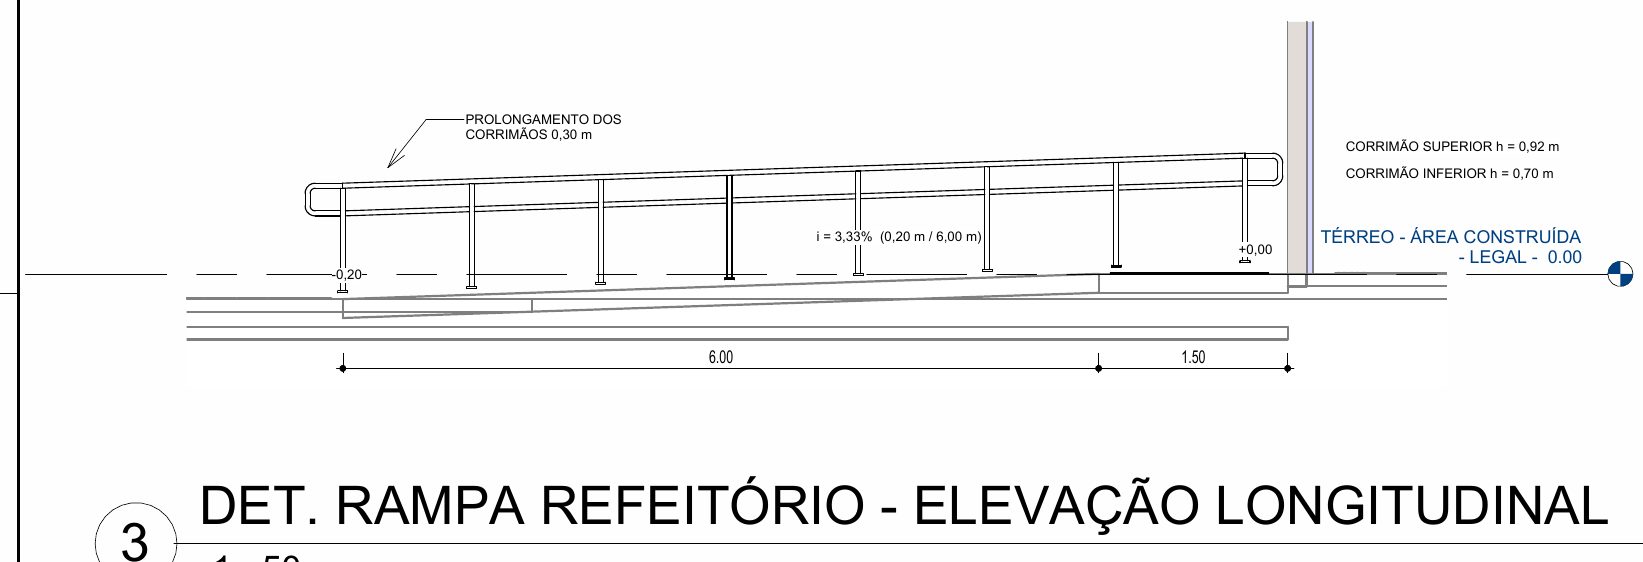 PROLONGAMENTO DOS
CORRIMÃOS 0,30 m
CORRIMÃO SUPERIOR h = 0,92 m
CORRIMÃO INFERIOR h = 0,70 m
i = 3,33% (0,20 m / 6,00 m)
+0,00
TÉRREO - ÁREA CONSTRUÍDA
- LEGAL - 0.00
-0,20
6.00
1.50
DET. RAMPA REFEITÓRIO - ELEVAÇÃO LONGITUDINAL
3